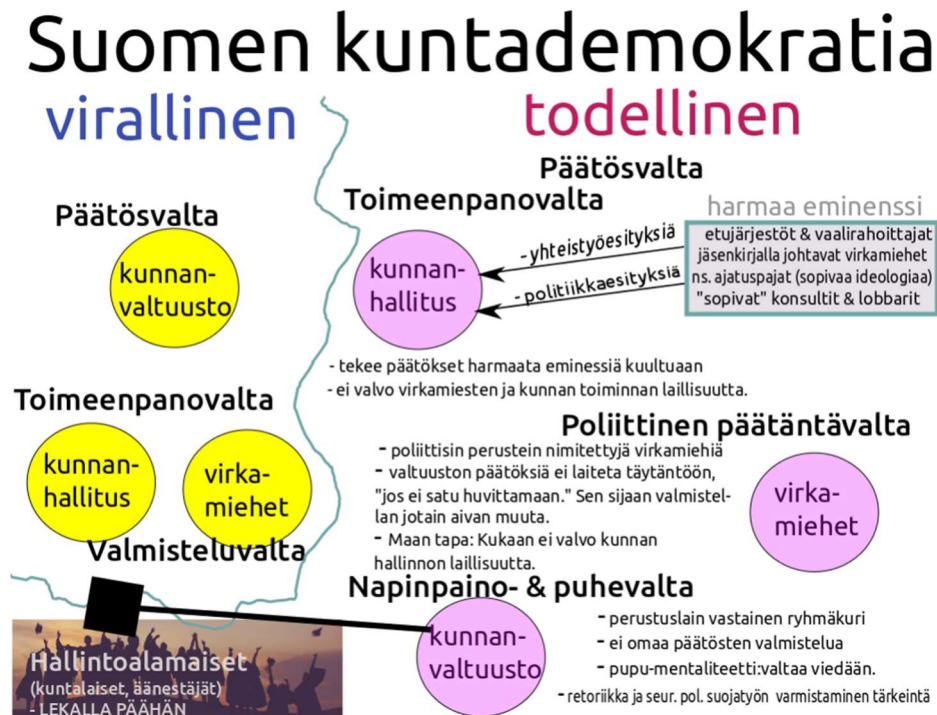 Suomen kuntademokratia
virallinen
todellinen
Päätösvalta
kunnan-
valtuusto
Toimeenpanovalta
kunnan-
hallitus
virka-
miehet
Valmisteluvalta
Hallintoalamaiset
(kuntalaiset, äänestäjät)
- LEKALLA PÄÄHÄN
Päätösvalta
Toimeenpanovalta
kunnan-
hallitus
- yhteistyöesityksiä
- politiikkaesityksiä
harmaa eminenssi
etujärjestöt & vaalirahoittajat
jäsenkirjalla johtavat virkamiehet
ns. ajatuspajat (sopivaa ideologiaa)
"sopivat" konsultit & lobbarit
- tekee päätökset harmaata eminessiä kuultuaan
- ei valvo virkamiesten ja kunnan toiminnan laillisuutta.
Poliittinen päätäntävalta
- poliittisin perustein nimitettyjä virkamiehiä
- valtuuston päätöksiä ei laiteta täytäntöön,
"jos ei satu huvittamaan." Sen sijaan valmistel-
lan jotain aivan muuta.
- Maan tapa: Kukaan ei valvo kunnan
hallinnon laillisuutta.
virka-
miehet
Napinpaino- & puhevalta
kunnan-
valtuusto
- perustuslain vastainen ryhmäkuri
- ei omaa päätösten valmistelua
- pupu-mentaliteetti:valtaa viedään.
- retoriikka ja seur. pol. suojatyön varmistaminen tärkeintä